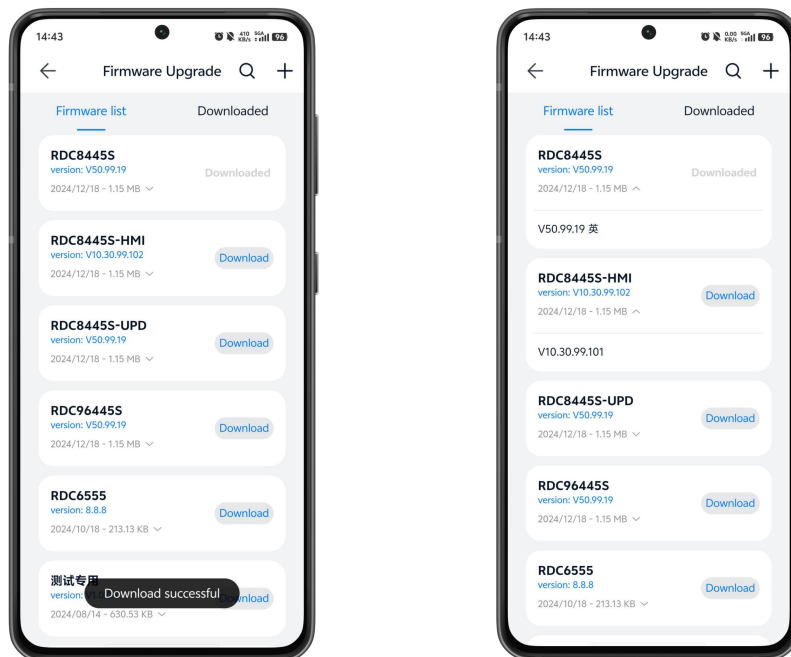 14:43
410 KB/s 5GA 96
Firmware Upgrade
Firmware list Downloaded
RDC8445S
version: V50.99.19
Downloaded
2024/12/18 - 1.15 MB
RDC8445S-HMI
version: V10.30.99.102
Download
2024/12/18 - 1.15 MB
RDC8445S-UPD
version: V50.99.19
Download
2024/12/18 - 1.15 MB
RDC96445S
version: V50.99.19
Download
2024/12/18 - 1.15 MB
RDC6555
version: 8.8.8
Download
2024/10/18 - 213.13 KB
测试专用
version:
Download successful
Download
2024/08/14 - 630.53 KB
14:43
0.00 KB/s 5GA 96
Firmware Upgrade
Firmware list Downloaded
RDC8445S
version: V50.99.19
Downloaded
2024/12/18 - 1.15 MB
V50.99.19 英
RDC8445S-HMI
version: V10.30.99.102
Download
2024/12/18 - 1.15 MB
V10.30.99.101
RDC8445S-UPD
version: V50.99.19
Download
2024/12/18 - 1.15 MB
RDC96445S
version: V50.99.19
Download
2024/12/18 - 1.15 MB
RDC6555
version: 8.8.8
Download
2024/10/18 - 213.13 KB